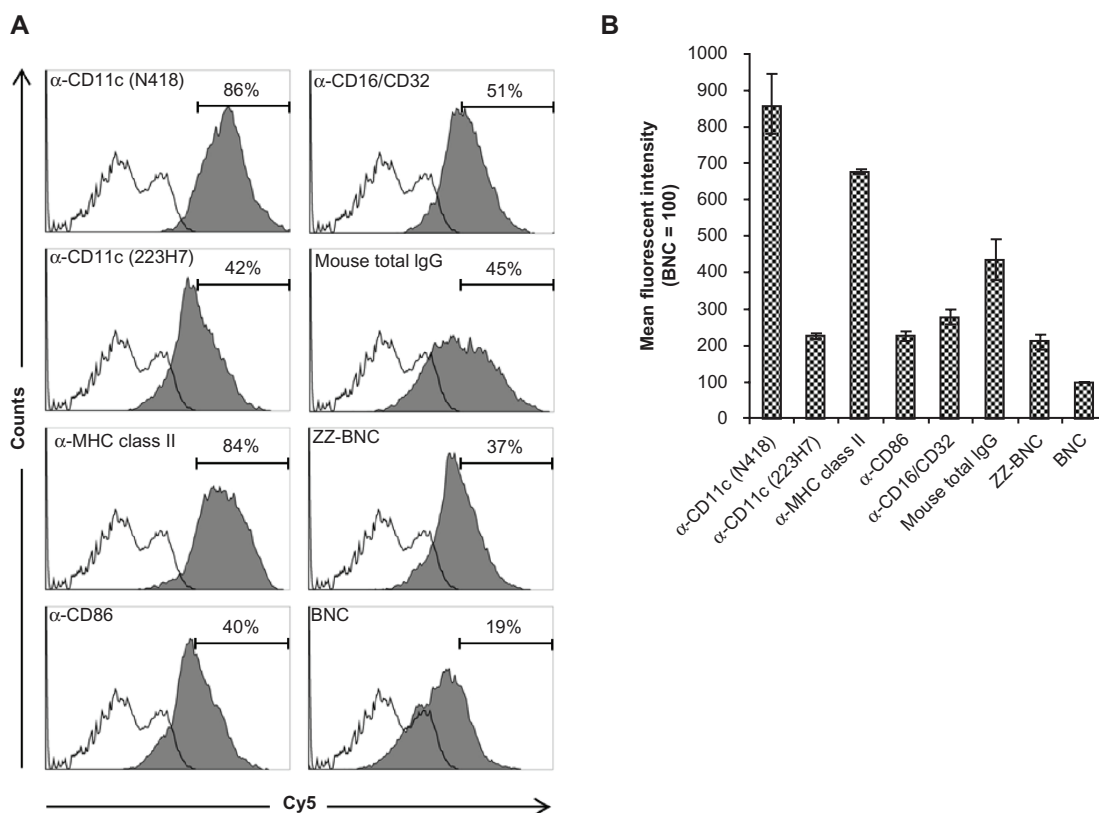 A
α-CD11c (N418)
86%
α-CD16/CD32
51%
α-CD11c (223H7)
42%
Mouse total IgG
45%
α-MHC class II
84%
ZZ-BNC
37%
α-CD86
40%
BNC
19%
Counts
Cy5
B
Mean fluorescent intensity
(BNC = 100)
1000
900
800
700
600
500
400
300
200
100
0
α-CD11c (N418)
α-CD11c (223H7)
α-MHC class II
α-CD86
α-CD16/CD32
Mouse total IgG
ZZ-BNC
BNC